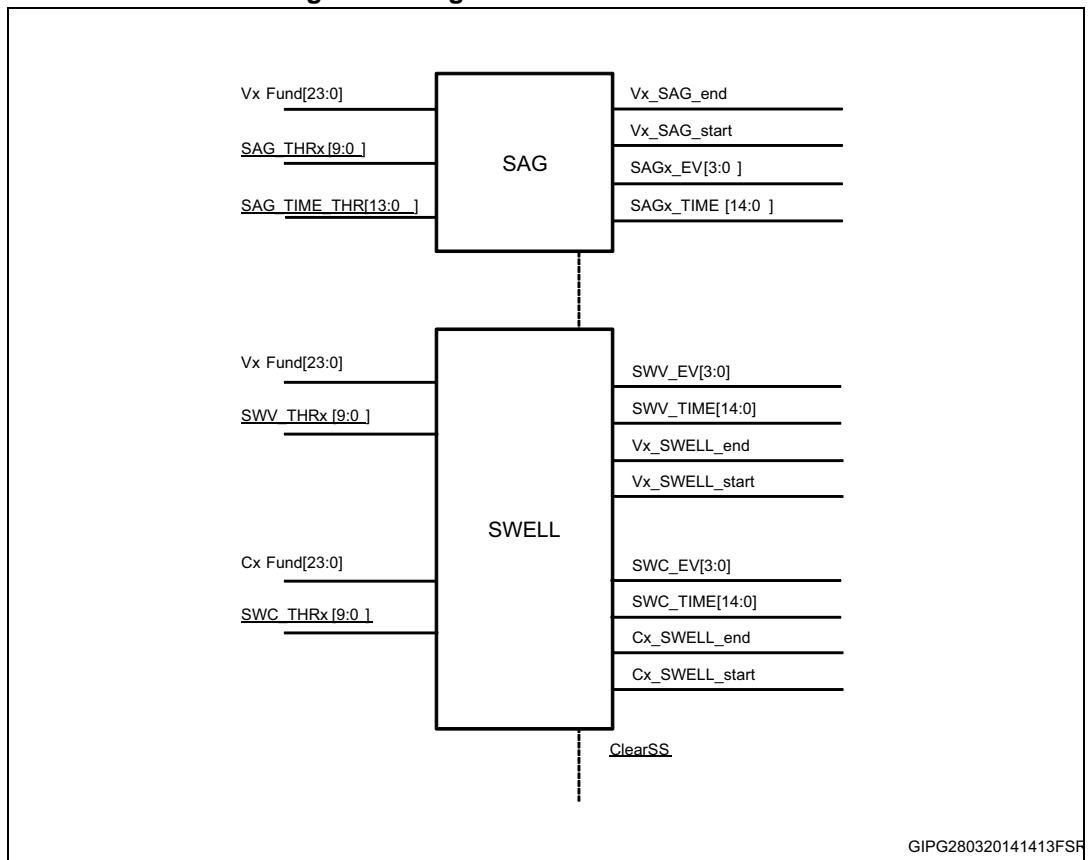 Vx Fund[23:0]
SAG_THRx [9:0 ]
SAG_TIME_THR[13:0 ]
SAG
Vx_SAG_end
Vx_SAG_start
SAGx_EV[3:0 ]
SAGx_TIME [14:0 ]
Vx Fund[23:0]
SWV_THRx [9:0 ]
Cx Fund[23:0]
SWC_THRx [9:0 ]
SWELL
SWV_EV[3:0]
SWV_TIME[14:0]
Vx_SWELL_end
Vx_SWELL_start
SWC_EV[3:0]
SWC_TIME[14:0]
Cx_SWELL_end
Cx_SWELL_start
ClearSS
GIPG280320141413FSR